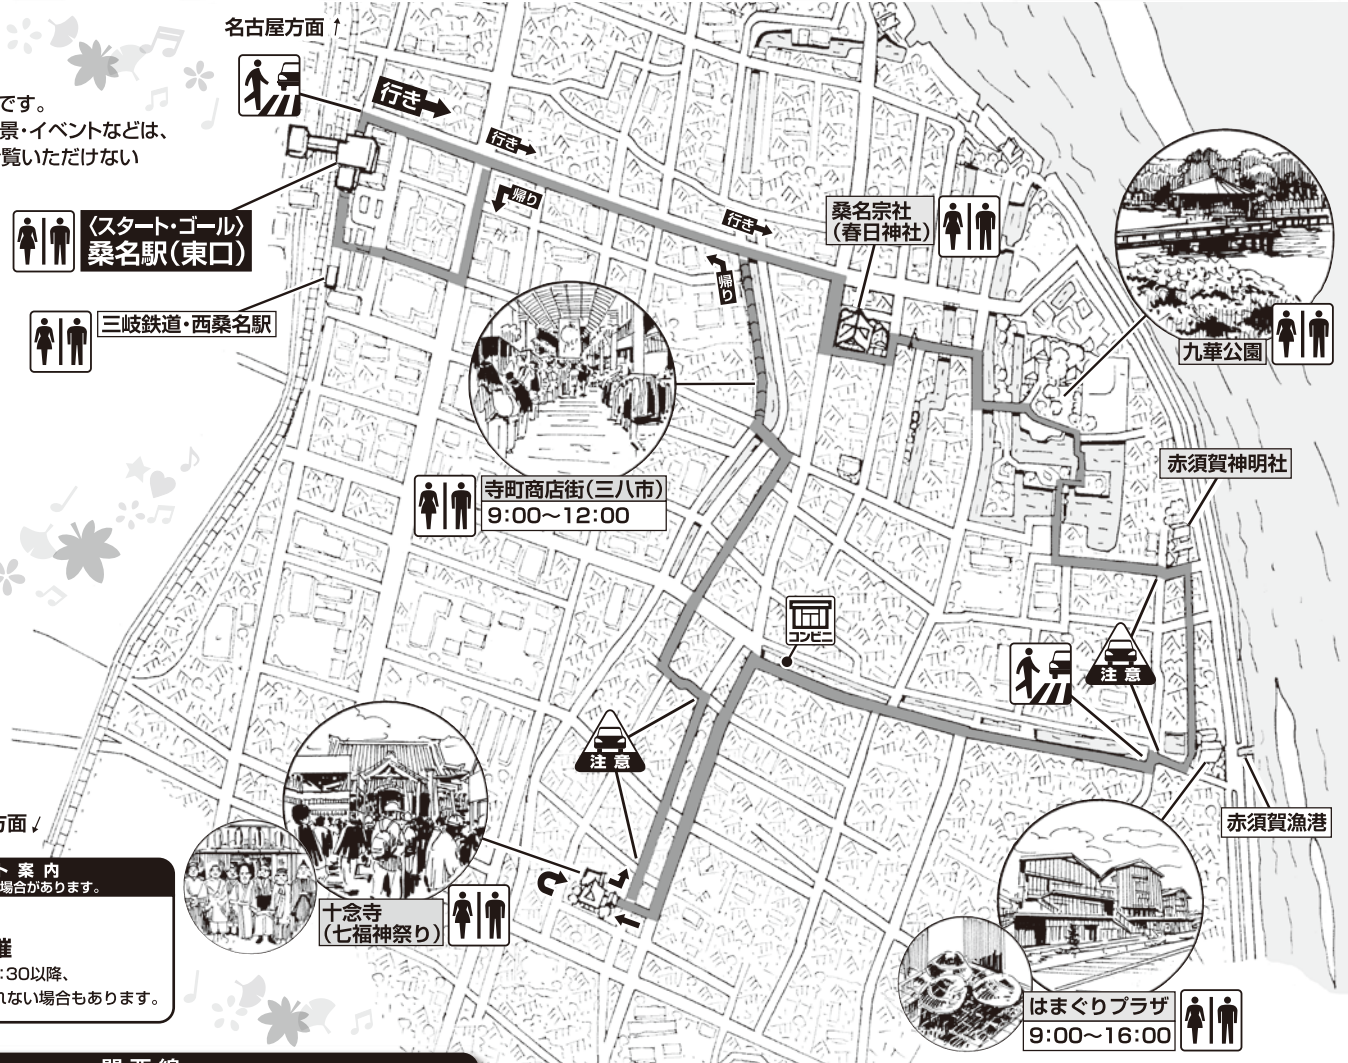 名古屋方面↑
です。
景・イベントなどは、
覧いただけない
行き
行き
帰り
行き
帰り
桑名宗社
(春日神社)
〈スタート・ゴール〉
桑名駅(東口)
三岐鉄道・西桑名駅
九華公園
赤須賀神明社
寺町商店街(三八市)
9:00〜12:00
コンビニ
注意
注意
赤須賀漁港
方面↓
ト案内
場合があります。
催
:30以降、
れない場合もあります。
十念寺
(七福神祭り)
はまぐりプラザ
9:00〜16:00
関西線